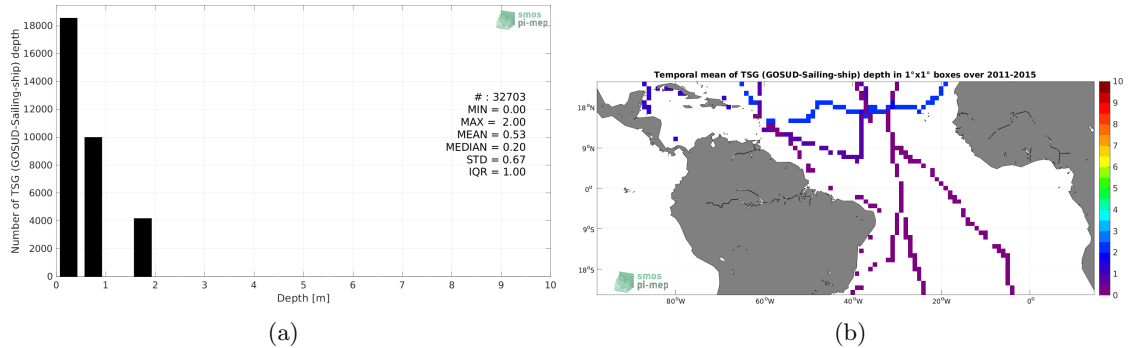 Number of TSG (GOSUD-Sailing-ship) depth
18000
16000
14000
12000
10000
8000
6000
4000
2000
0
0 1 2 3 4 5 6 7 8 9 10
Depth [m]
smos
pi-mep
# : 32703
MIN = 0.00
MAX = 2.00
MEAN = 0.53
MEDIAN = 0.20
STD = 0.67
IQR = 1.00
(a)
Temporal mean of TSG (GOSUD-Sailing-ship) depth in 1°x1° boxes over 2011-2015
18°N
9°N
0°
9°S
18°S
80°W 60°W 40°W 20°W 0°
smos
pi-mep
10
9
8
7
6
5
4
3
2
1
0
(b)